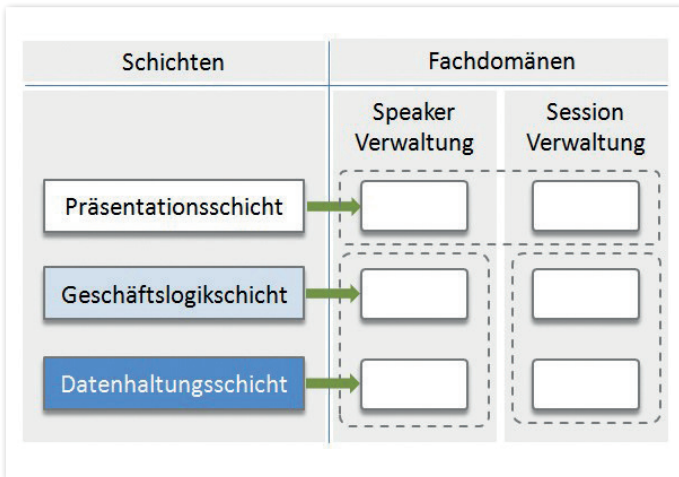 Schichten
Fachdomänen
Speaker
Verwaltung
Session
Verwaltung
Präsentationsschicht
Geschäftslogikschicht
Datenhaltungsschicht